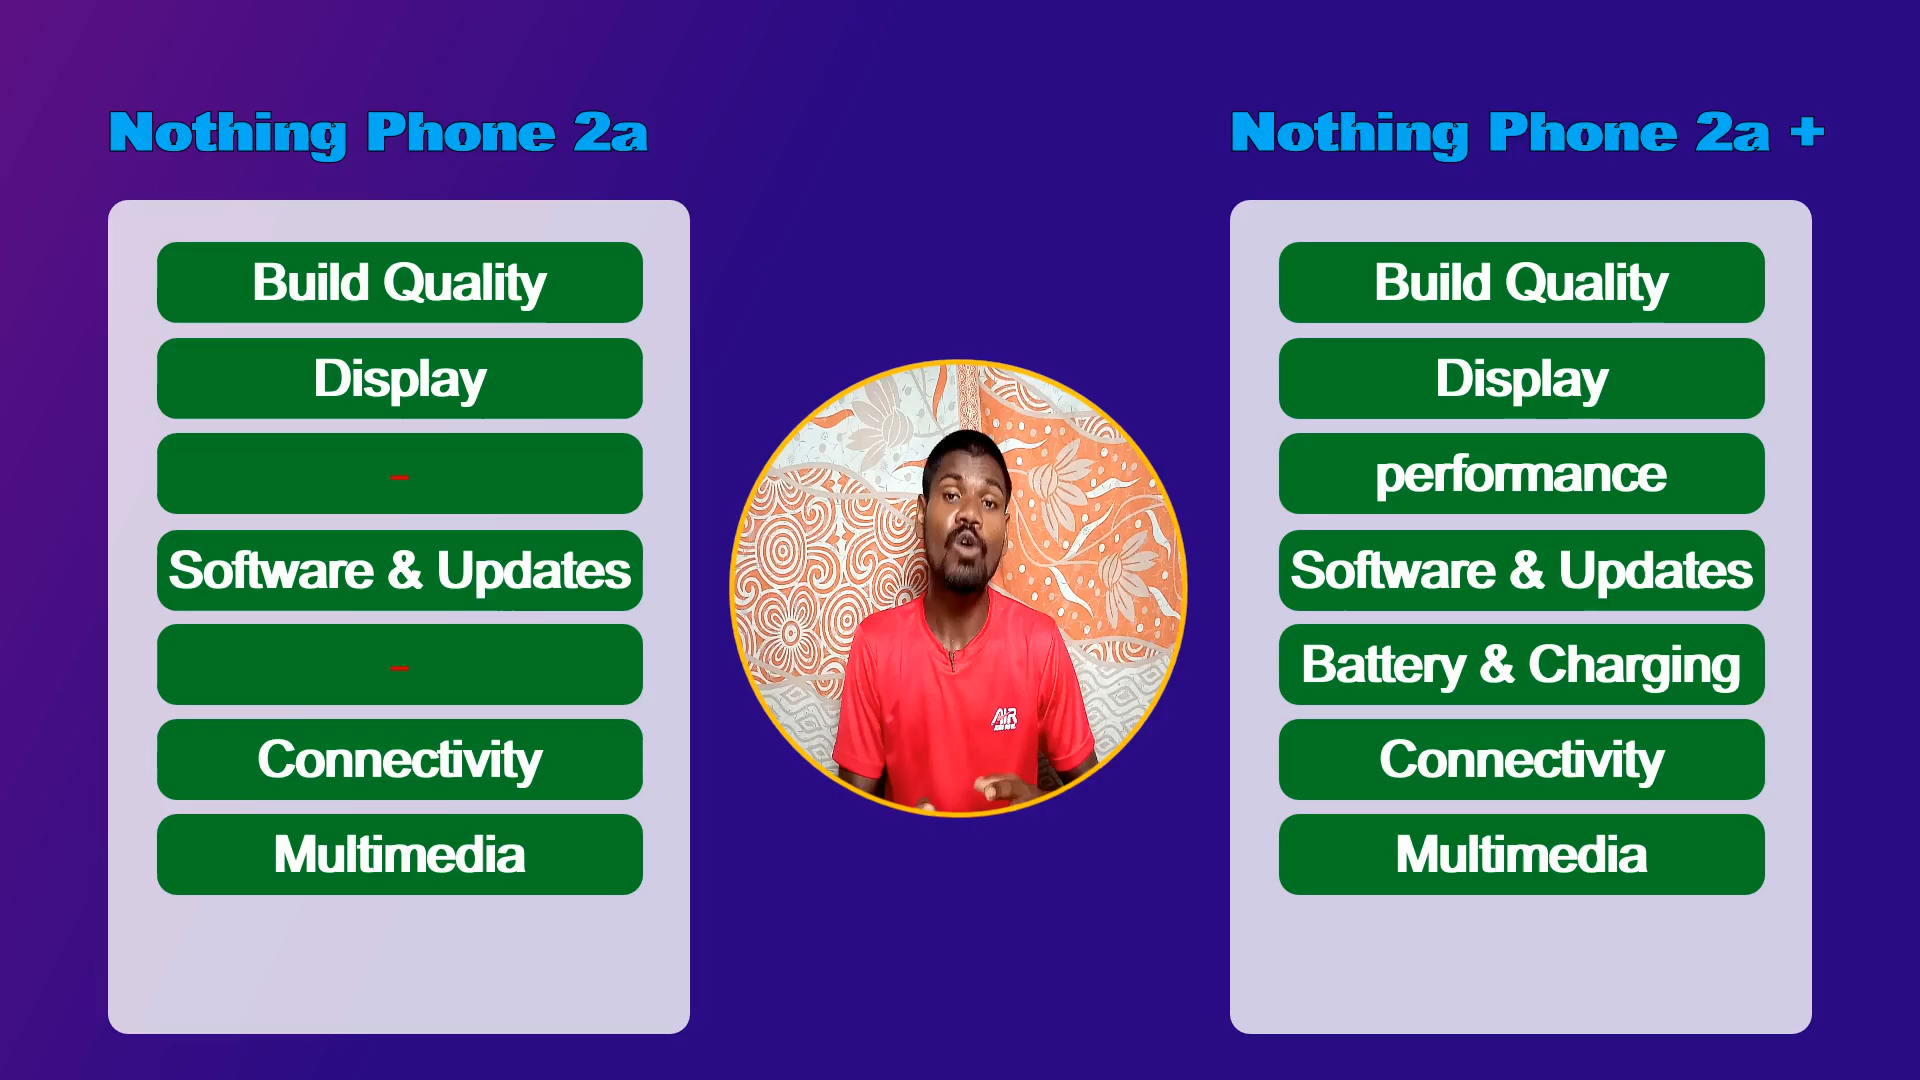 Nothing Phone 2a
Build Quality
Display
-
Software & Updates
-
Connectivity
Multimedia
AIR
Nothing Phone 2a +
Build Quality
Display
performance
Software & Updates
Battery & Charging
Connectivity
Multimedia